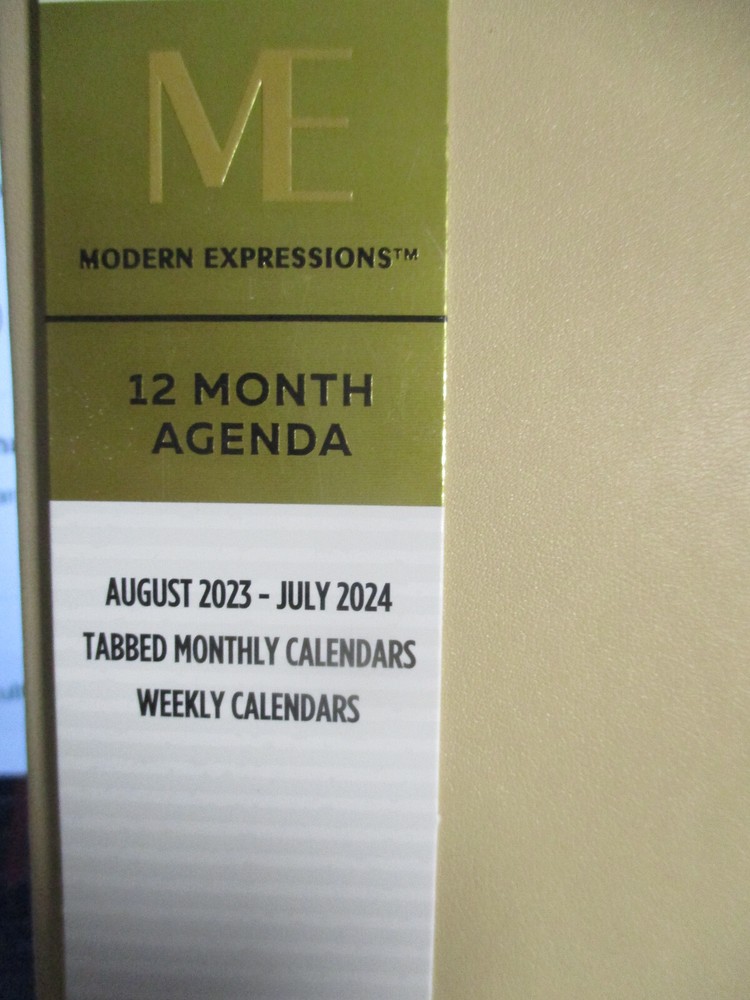 ME
MODERN EXPRESSIONS™
12 MONTH
AGENDA
AUGUST 2023 - JULY 2024
TABBED MONTHLY CALENDARS
WEEKLY CALENDARS